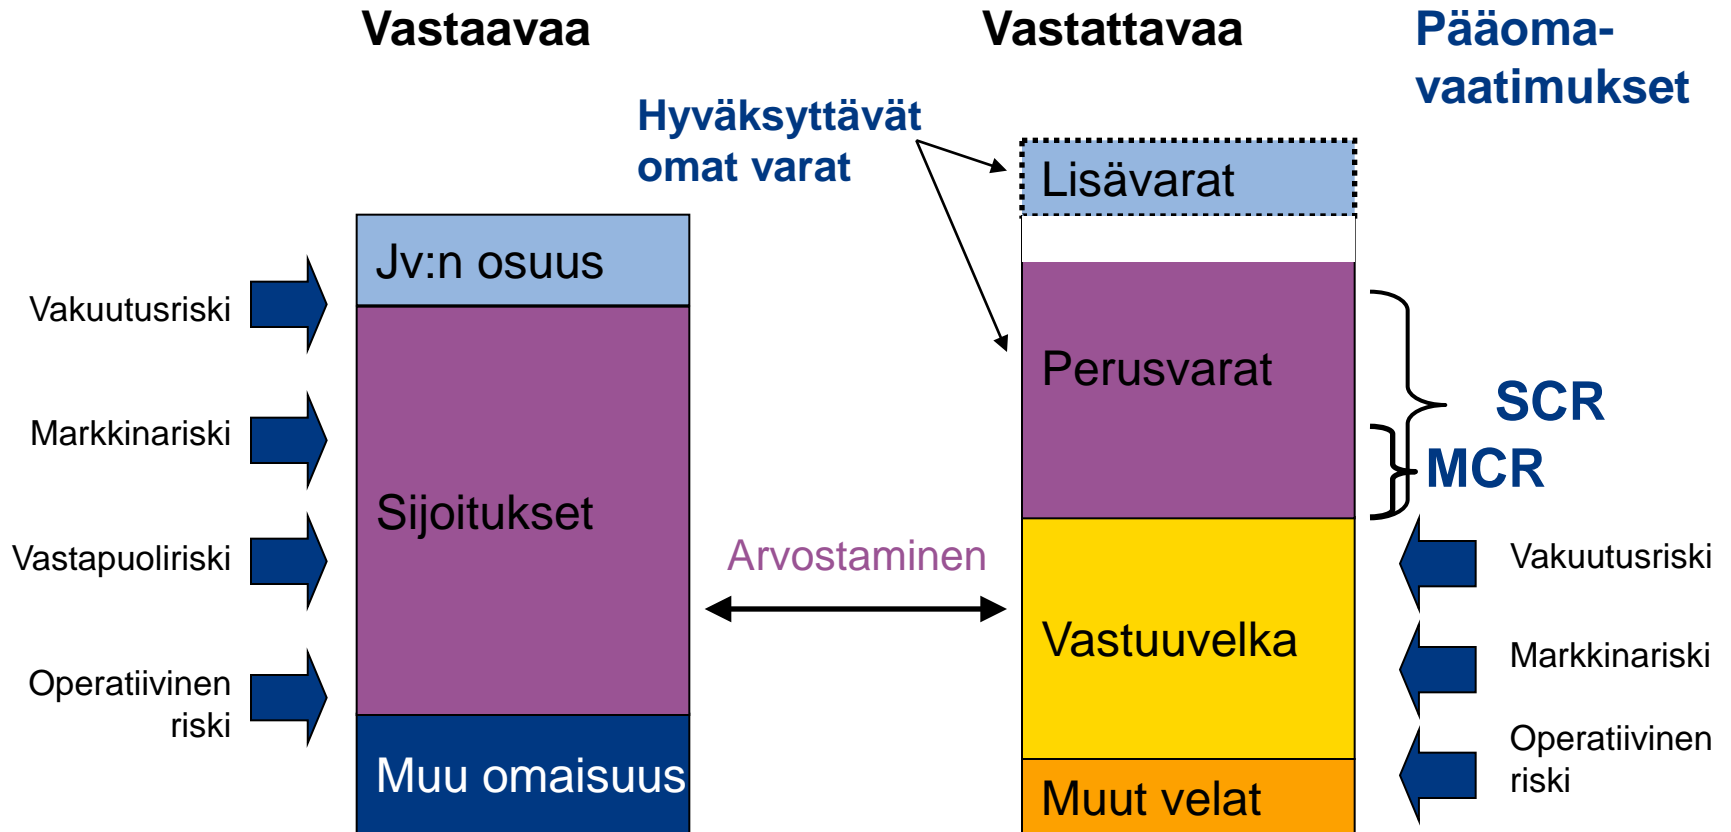 Vastaavaa
Vastattavaa
Pääoma-
vaatimukset
Hyväksyttävät
omat varat
Lisävarat
Jv:n osuus
Vakuutusriski
Perusvarat
SCR
Markkinariski
MCR
Sijoitukset
Vastapuoliriski
Arvostaminen
Vakuutusriski
Vastuuvelka
Markkinariski
Operatiivinen
riski
Operatiivinen
riski
Muu omaisuus
Muut velat